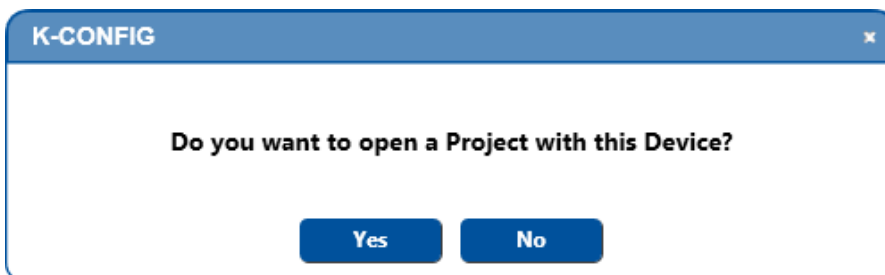 K-CONFIG
Do you want to open a Project with this Device?
Yes No